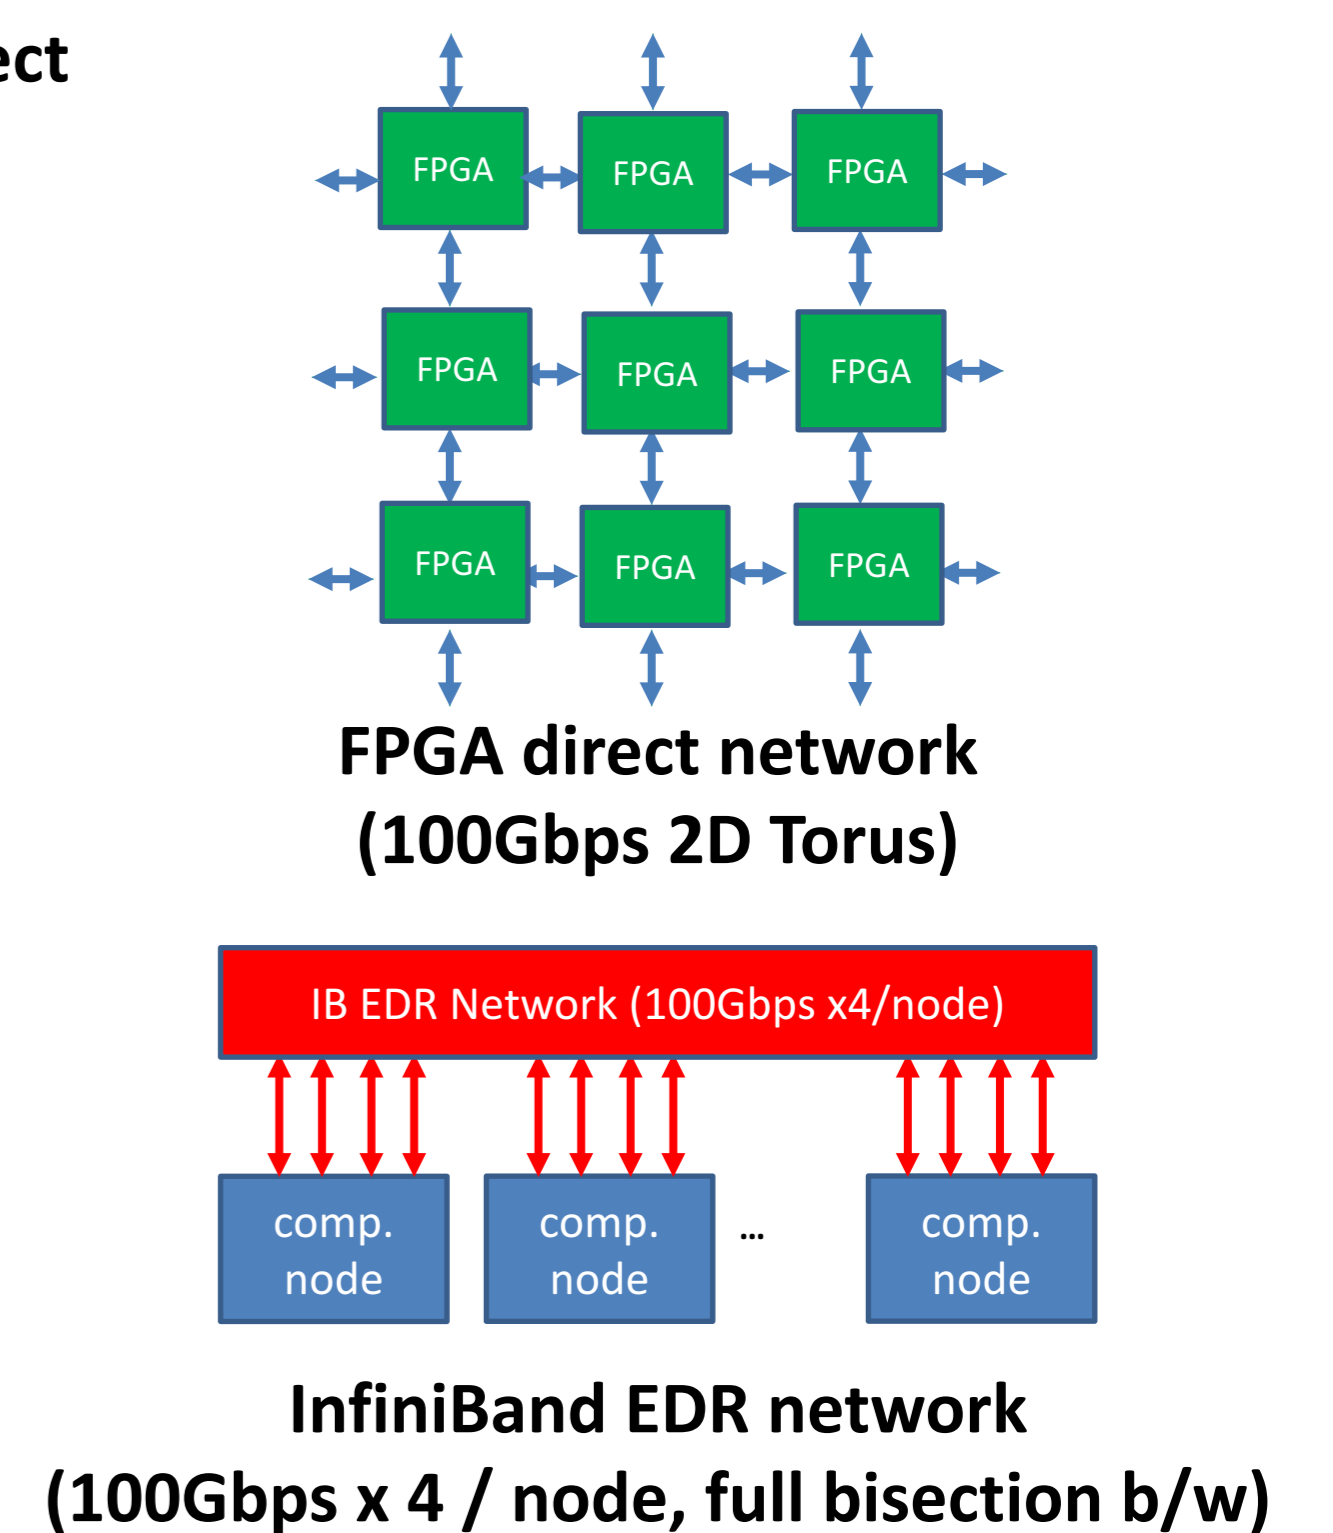 ect
FPGA FPGA FPGA
FPGA FPGA FPGA
FPGA FPGA FPGA
FPGA direct network
(100Gbps 2D Torus)
IB EDR Network (100Gbps x4/node)
comp. node
comp. node
...
comp. node
InfiniBand EDR network
(100Gbps x 4 / node, full bisection b/w)